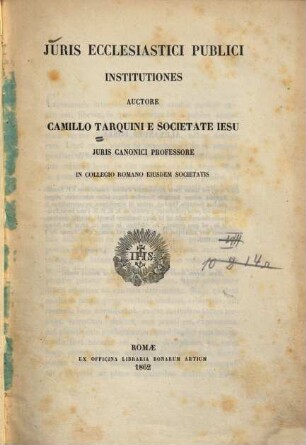 JURIS ECCLESIASTICI PUBLICI
INSTITUTIONES
AUCTORE
CAMILLO TARQUINI E SOCIETATE IESU
JURIS CANONICI PROFESSORE
IN COLLEGIO ROMANO EIUSDEM SOCIETATIS
IHS
ROMÆ
EX OFFICINA LIBRARIA BONARUM ARTIUM
1862